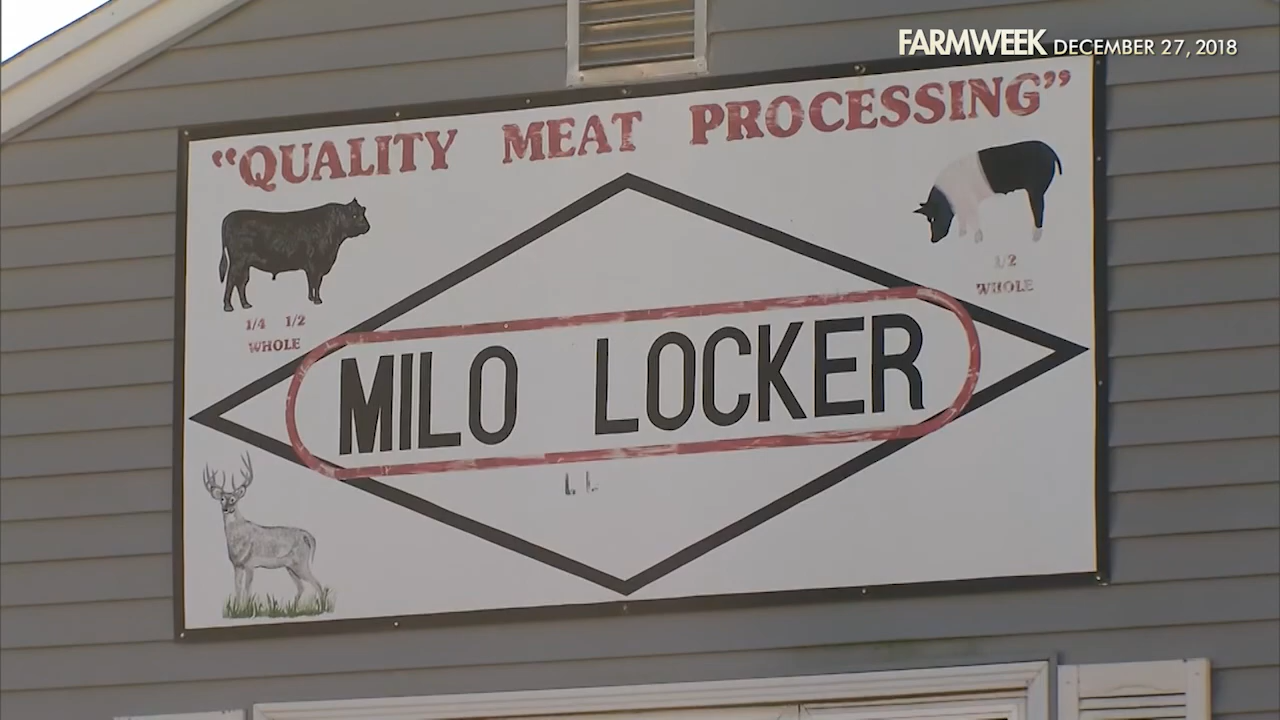 FARMWEEK DECEMBER 27, 2018
“QUALITY MEAT PROCESSING”
1/4 1/2
WHOLE
1/2
WHOLE
MILO LOCKER